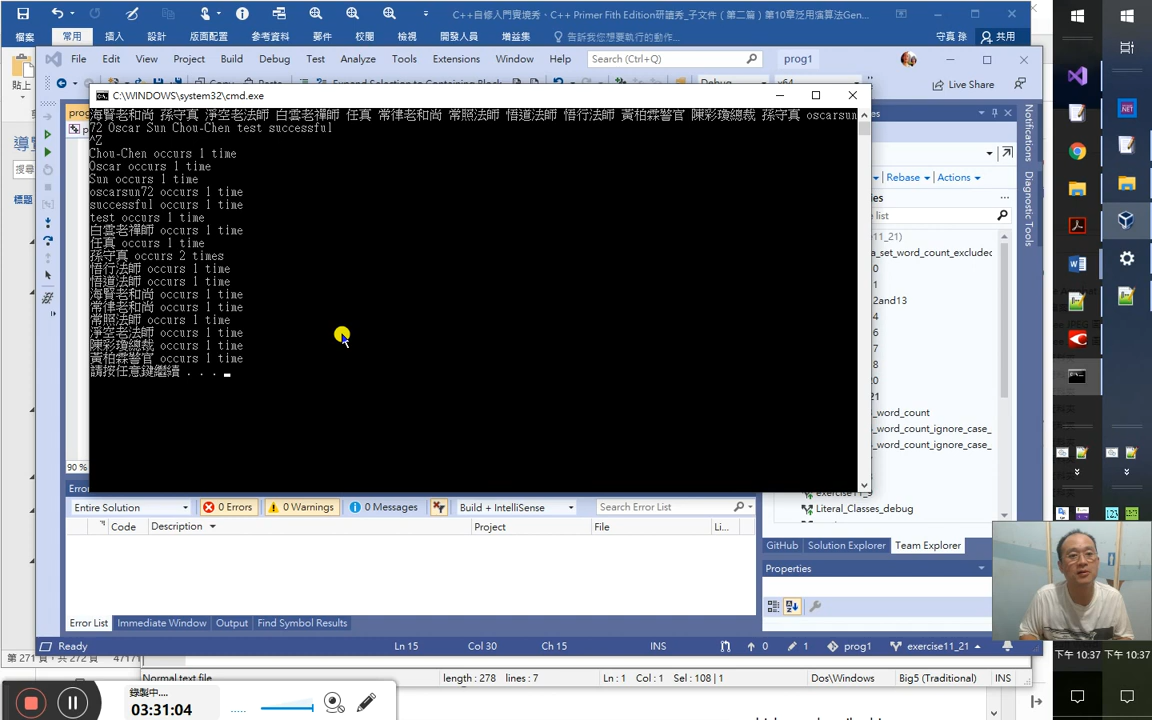 C++自修入門實境秀、C++ Primer Fith Edition研讀秀_子文件（第二篇）第10章泛用演算法Gen...
檔案 常用 插入 設計 版面配置 參考資料 郵件 校閱 檢視 開發人員 增益集 告訴我您想要執行的動作... 守真 孫 共用
貼上
File Edit View Project Build Debug Test Analyze Tools Extensions Window Help Search (Ctrl+Q) prog1
Live Share
C:\WINDOWS\system32\cmd.exe
海賢老和尚 孫守真 淨空老法師 白雲老禪師 任真 常律老和尚 常照法師 悟道法師 悟行法師 黃柏霖警官 陳彩瓊總裁 孫守真 oscarsun
72 Oscar Sun Chou-Chen test successful
^Z
Chou-Chen occurs 1 time
Oscar occurs 1 time
Sun occurs 1 time
oscarsun72 occurs 1 time
successful occurs 1 time
test occurs 1 time
白雲老禪師 occurs 1 time
任真 occurs 1 time
孫守真 occurs 2 times
悟行法師 occurs 1 time
悟道法師 occurs 1 time
海賢老和尚 occurs 1 time
常律老和尚 occurs 1 time
常照法師 occurs 1 time
淨空老法師 occurs 1 time
陳彩瓊總裁 occurs 1 time
黃柏霖警官 occurs 1 time
請按任意鍵繼續 . . .
Rebase Actions
a_set_word_count_excluded
2and13
_word_count
s_word_count_ignore_case_
s_word_count_ignore_case_
Literal_Classes_debug
GitHub Solution Explorer Team Explorer
Properties
Notifications
Diagnostic Tools
90 %
Entire Solution 0 Errors 0 Warnings 0 Messages Build + IntelliSense Search Error List
Code Description Project File Li...
Error List Immediate Window Output Find Symbol Results
Ready Ln 15 Col 30 Ch 15 INS 0 1 prog1 exercise11_21
Normal text file length : 278 lines : 7 Ln : 1 Col : 1 Sel : 108 | 1 Dos\Windows Big5 (Traditional) INS
錄製中....
03:31:04
下午 10:37 下午 10:37